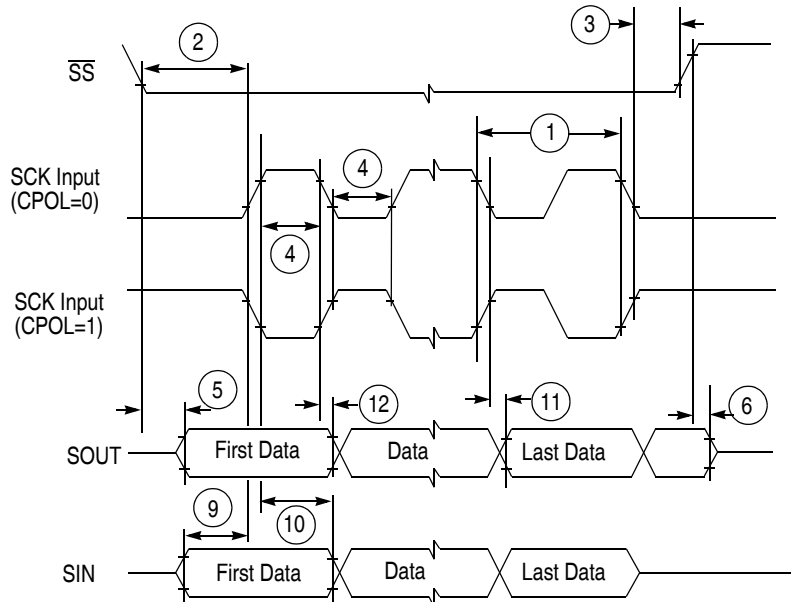 2
3
SS
1
SCK Input
(CPOL=0)
4
4
SCK Input
(CPOL=1)
5
12
11
6
SOUT
First Data
Data
Last Data
9
10
SIN
First Data
Data
Last Data